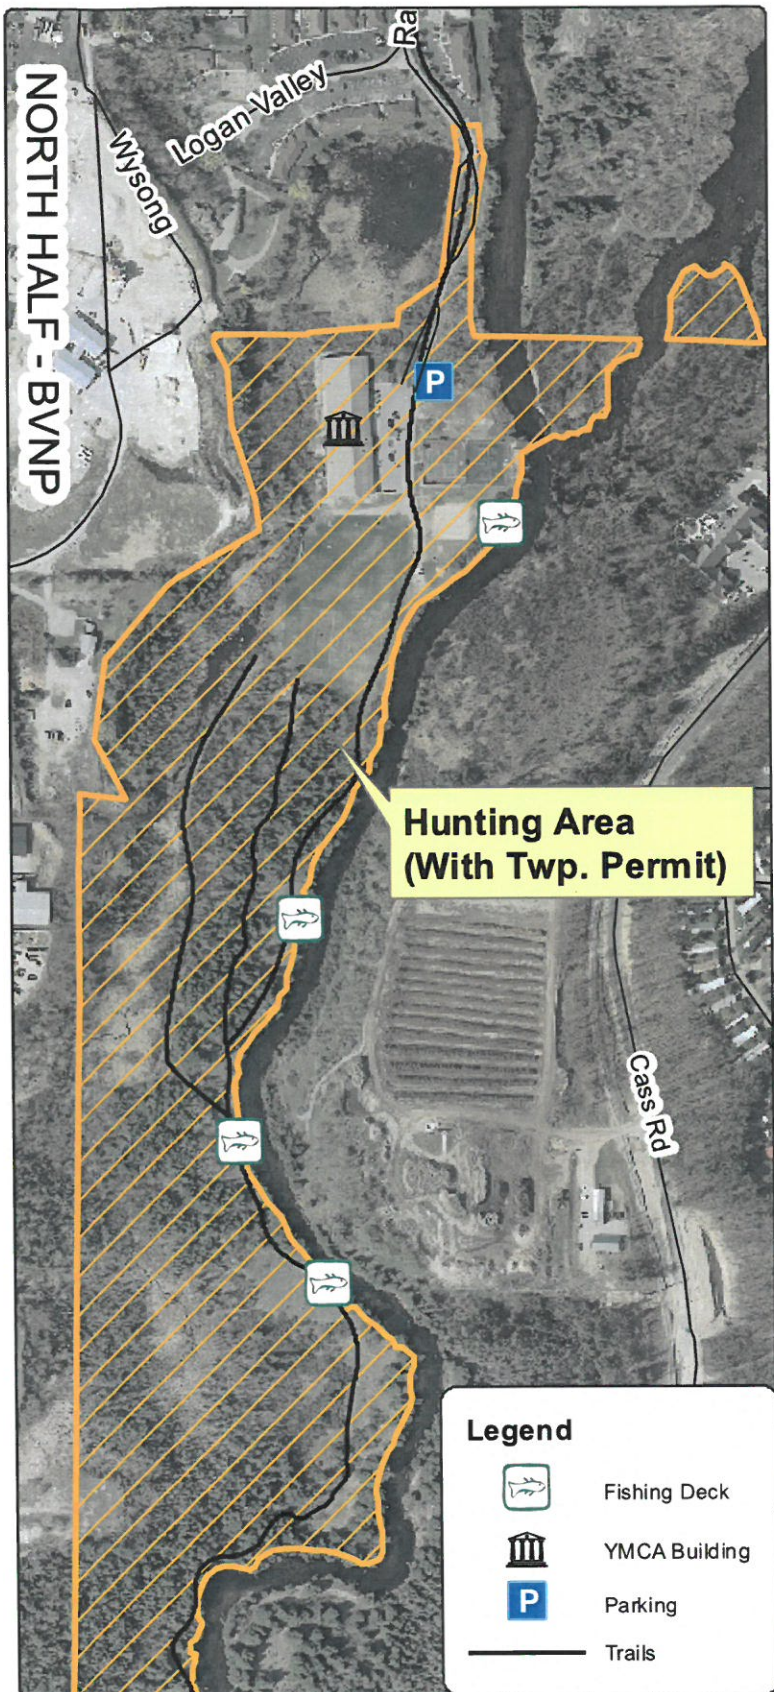 Ra
Logan-Valley
Wysong
NORTH HALF - BVNP
P
Hunting Area
(With Twp. Permit)
Cass Rd
Legend
Fishing Deck
YMCA Building
P
Parking
Trails